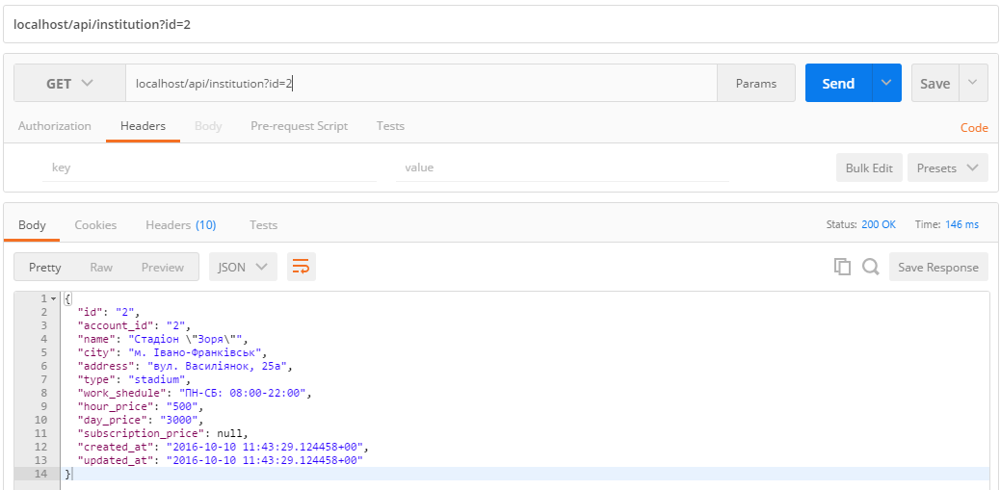 localhost/api/institution?id=2
GET localhost/api/institution?id=2 Params Send Save
Authorization Headers Body Pre-request Script Tests Code
key value Bulk Edit Presets
Body Cookies Headers (10) Tests Status: 200 OK Time: 146 ms
Pretty Raw Preview JSON Save Response
1 {
2 "id": "2",
3 "account_id": "2",
4 "name": "Стадіон \"Зоря\"",
5 "city": "м. Івано-Франківськ",
6 "address": "вул. Василіянок, 25а",
7 "type": "stadium",
8 "work_shedule": "ПН-СБ: 08:00-22:00",
9 "hour_price": "500",
10 "day_price": "3000",
11 "subscription_price": null,
12 "created_at": "2016-10-10 11:43:29.124458+00",
13 "updated_at": "2016-10-10 11:43:29.124458+00"
14 }